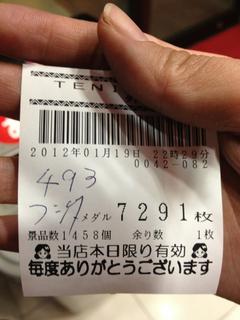 TENI
2012年01月19日 22時29分
0042-082
493
メダル 7291枚
景品数1458個 余り数 1枚
当店本日限り有効
毎度ありがとうございます